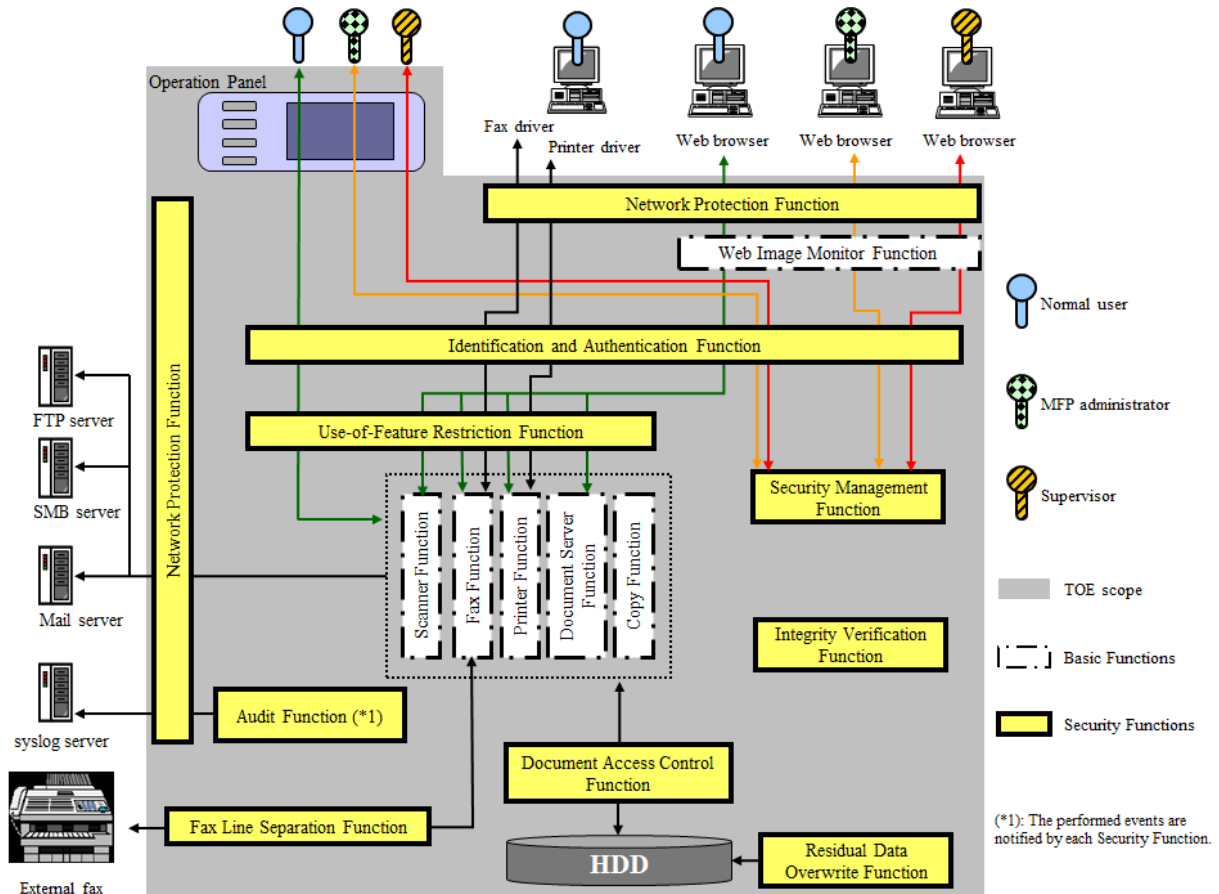 Operation Panel
Fax driver
Printer driver
Web browser
Web browser
Web browser
Network Protection Function
Web Image Monitor Function
Normal user
Identification and Authentication Function
Network Protection Function
FTP server
MFP administrator
Use-of-Feature Restriction Function
SMB server
Security Management
Function
Supervisor
Scanner Function
Fax Function
Printer Function
Document Server
Function
Copy Function
TOE scope
Mail server
Integrity Verification
Function
Basic Functions
Audit Function (*1)
syslog server
Security Functions
Document Access Control
Function
Fax Line Separation Function
(*1): The performed events are
notified by each Security Function.
HDD
Residual Data
Overwrite Function
External fax